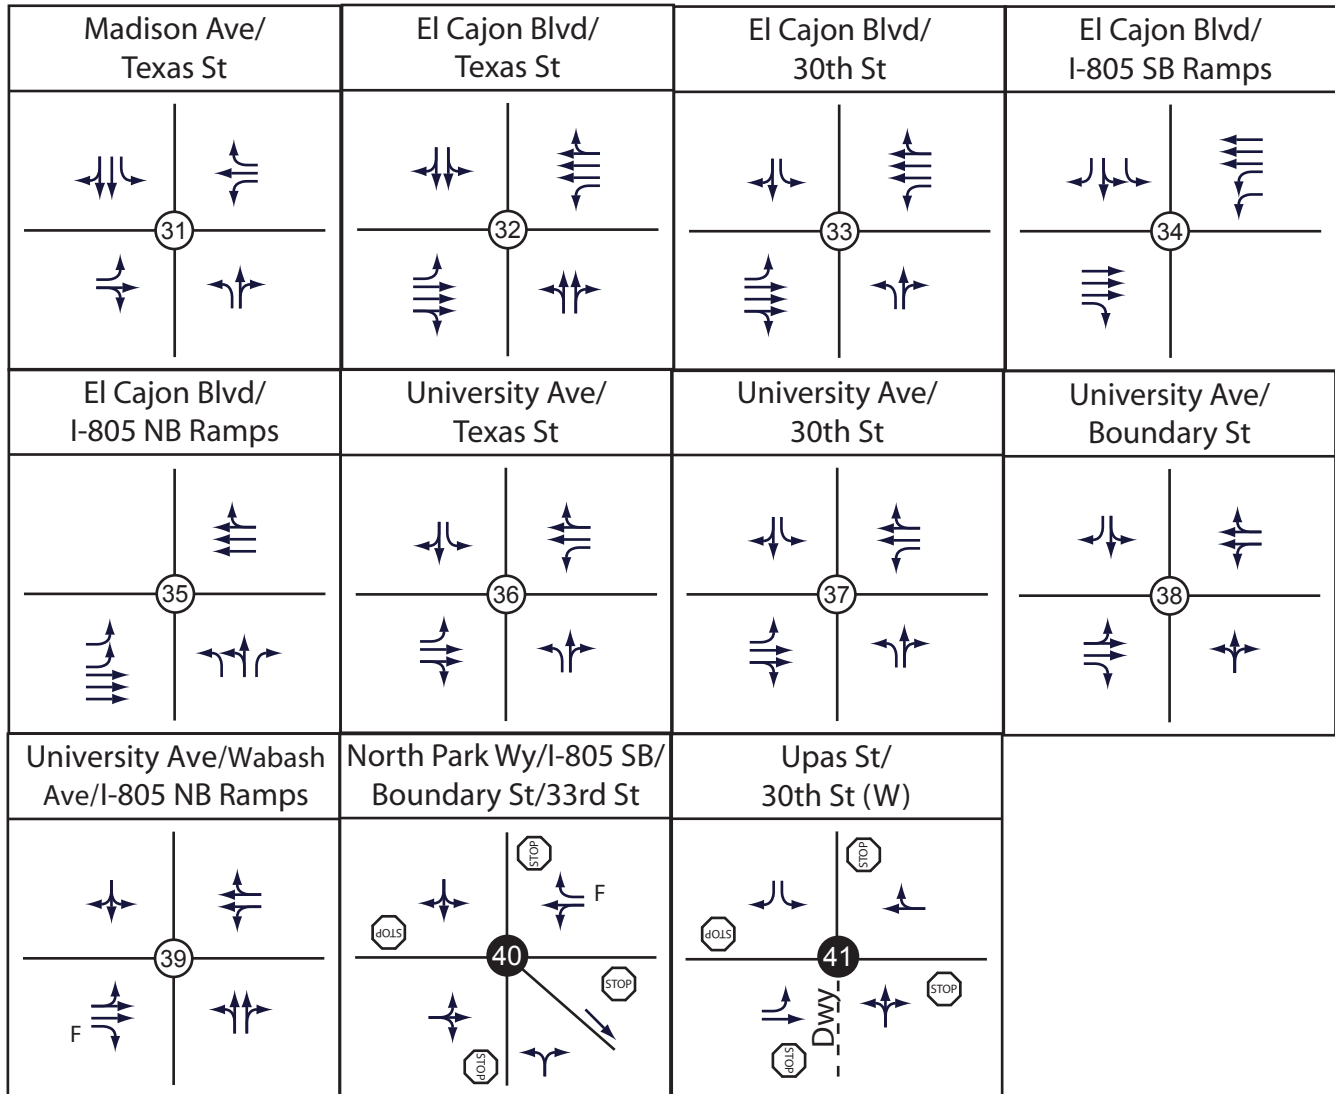 Madison Ave/
Texas St
31
El Cajon Blvd/
Texas St
32
El Cajon Blvd/
30th St
33
El Cajon Blvd/
I-805 SB Ramps
34
El Cajon Blvd/
I-805 NB Ramps
35
University Ave/
Texas St
36
University Ave/
30th St
37
University Ave/
Boundary St
38
University Ave/Wabash
Ave/I-805 NB Ramps
39
F
North Park Wy/I-805 SB/
Boundary St/33rd St
STOP
F
STOP
40
STOP
STOP
Upas St/
30th St (W)
STOP
STOP
41
STOP
Dwy
STOP